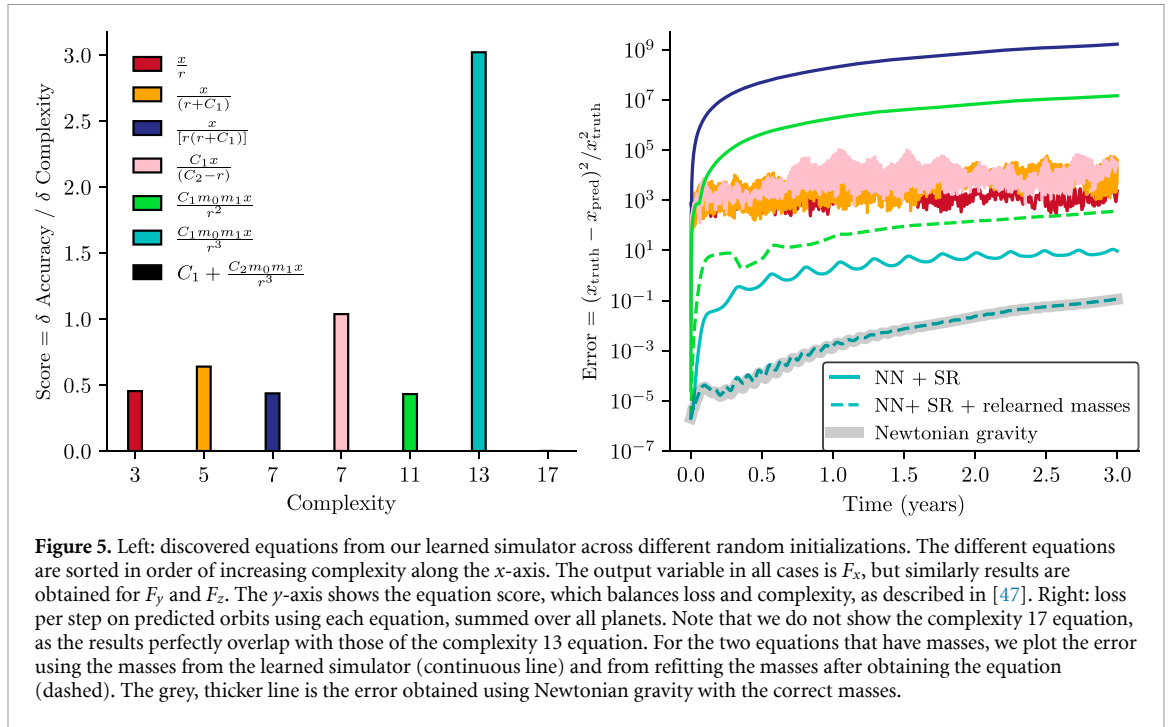 3.0
2.5
2.0
1.5
1.0
0.5
0.0
Score = δ Accuracy / δ Complexity
x/r
x/(r+C₁)
x/[r(r+C₁)]
C₁x/(C₂−r)
C₁m₀m₁x/r²
C₁m₀m₁x/r³
C₁ + C₂m₀m₁x/r³
3 5 7 7 11 13 17
Complexity
10⁹
10⁷
10⁵
10³
10¹
10⁻¹
10⁻³
10⁻⁵
10⁻⁷
Error = (x_truth − x_pred)²/x²_truth
NN + SR
NN+ SR + relearned masses
Newtonian gravity
0.0 0.5 1.0 1.5 2.0 2.5 3.0
Time (years)
Figure 5. Left: discovered equations from our learned simulator across different random initializations. The different equations
are sorted in order of increasing complexity along the x-axis. The output variable in all cases is Fₓ, but similarly results are
obtained for F_y and F_z. The y-axis shows the equation score, which balances loss and complexity, as described in [47]. Right: loss
per step on predicted orbits using each equation, summed over all planets. Note that we do not show the complexity 17 equation,
as the results perfectly overlap with those of the complexity 13 equation. For the two equations that have masses, we plot the error
using the masses from the learned simulator (continuous line) and from refitting the masses after obtaining the equation
(dashed). The grey, thicker line is the error obtained using Newtonian gravity with the correct masses.